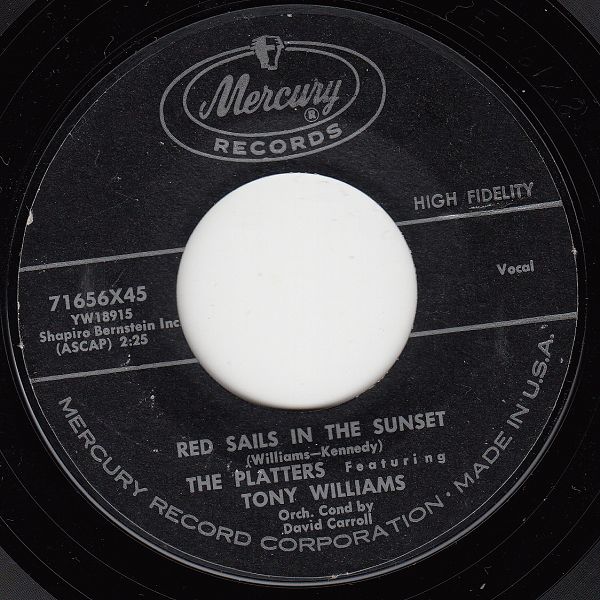 Mercury
®
RECORDS
HIGH FIDELITY
Vocal
71656X45
YW18915
Shapiro Bernstein Inc
(ASCAP) 2:25
RED SAILS IN THE SUNSET
(Williams—Kennedy)
THE PLATTERS Featuring
TONY WILLIAMS
Orch. Cond by
David Carroll
MERCURY RECORD CORPORATION • MADE IN U.S.A.